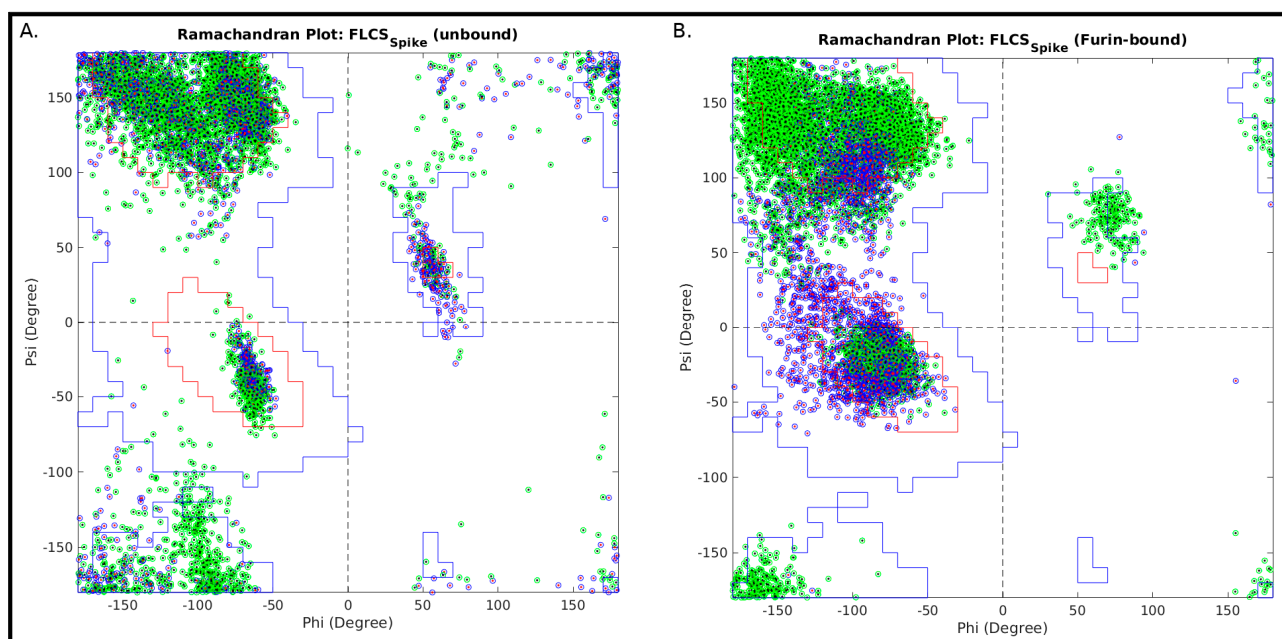 A.
Ramachandran Plot: FLCS_Spike (unbound)
150
100
50
0
-50
-100
-150
Psi (Degree)
-150 -100 -50 0 50 100 150
Phi (Degree)
B.
Ramachandran Plot: FLCS_Spike (Furin-bound)
150
100
50
0
-50
-100
-150
Psi (Degree)
-150 -100 -50 0 50 100 150
Phi (Degree)